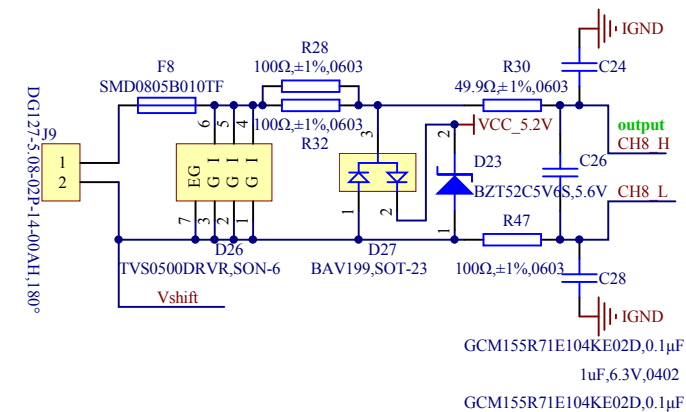 IGND
R28
100Ω,±1%,0603
F8
SMD0805B010TF
R30
49.9Ω,±1%,0603
C24
DG127-5.08-02P-14-00AH,180°
J9
1
2
6
5
4
100Ω,±1%,0603
R32
3
2
VCC_5.2V
output
CH8_H
EG
G I
G I
G I
D23
BZT52C5V6S,5.6V
C26
CH8_L
7
3
2
1
1
2
1
R47
D26
TVS0500DRVR,SON-6
D27
BAV199,SOT-23
100Ω,±1%,0603
C28
Vshift
IGND
GCM155R71E104KE02D,0.1µF
1uF,6.3V,0402
GCM155R71E104KE02D,0.1µF